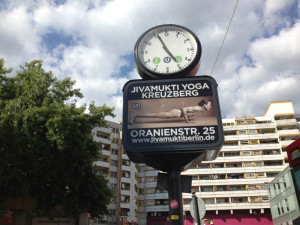 JIVAMUKTI YOGA
KREUZBERG
ORANIENSTR. 25
www.jivamuktiberlin.de